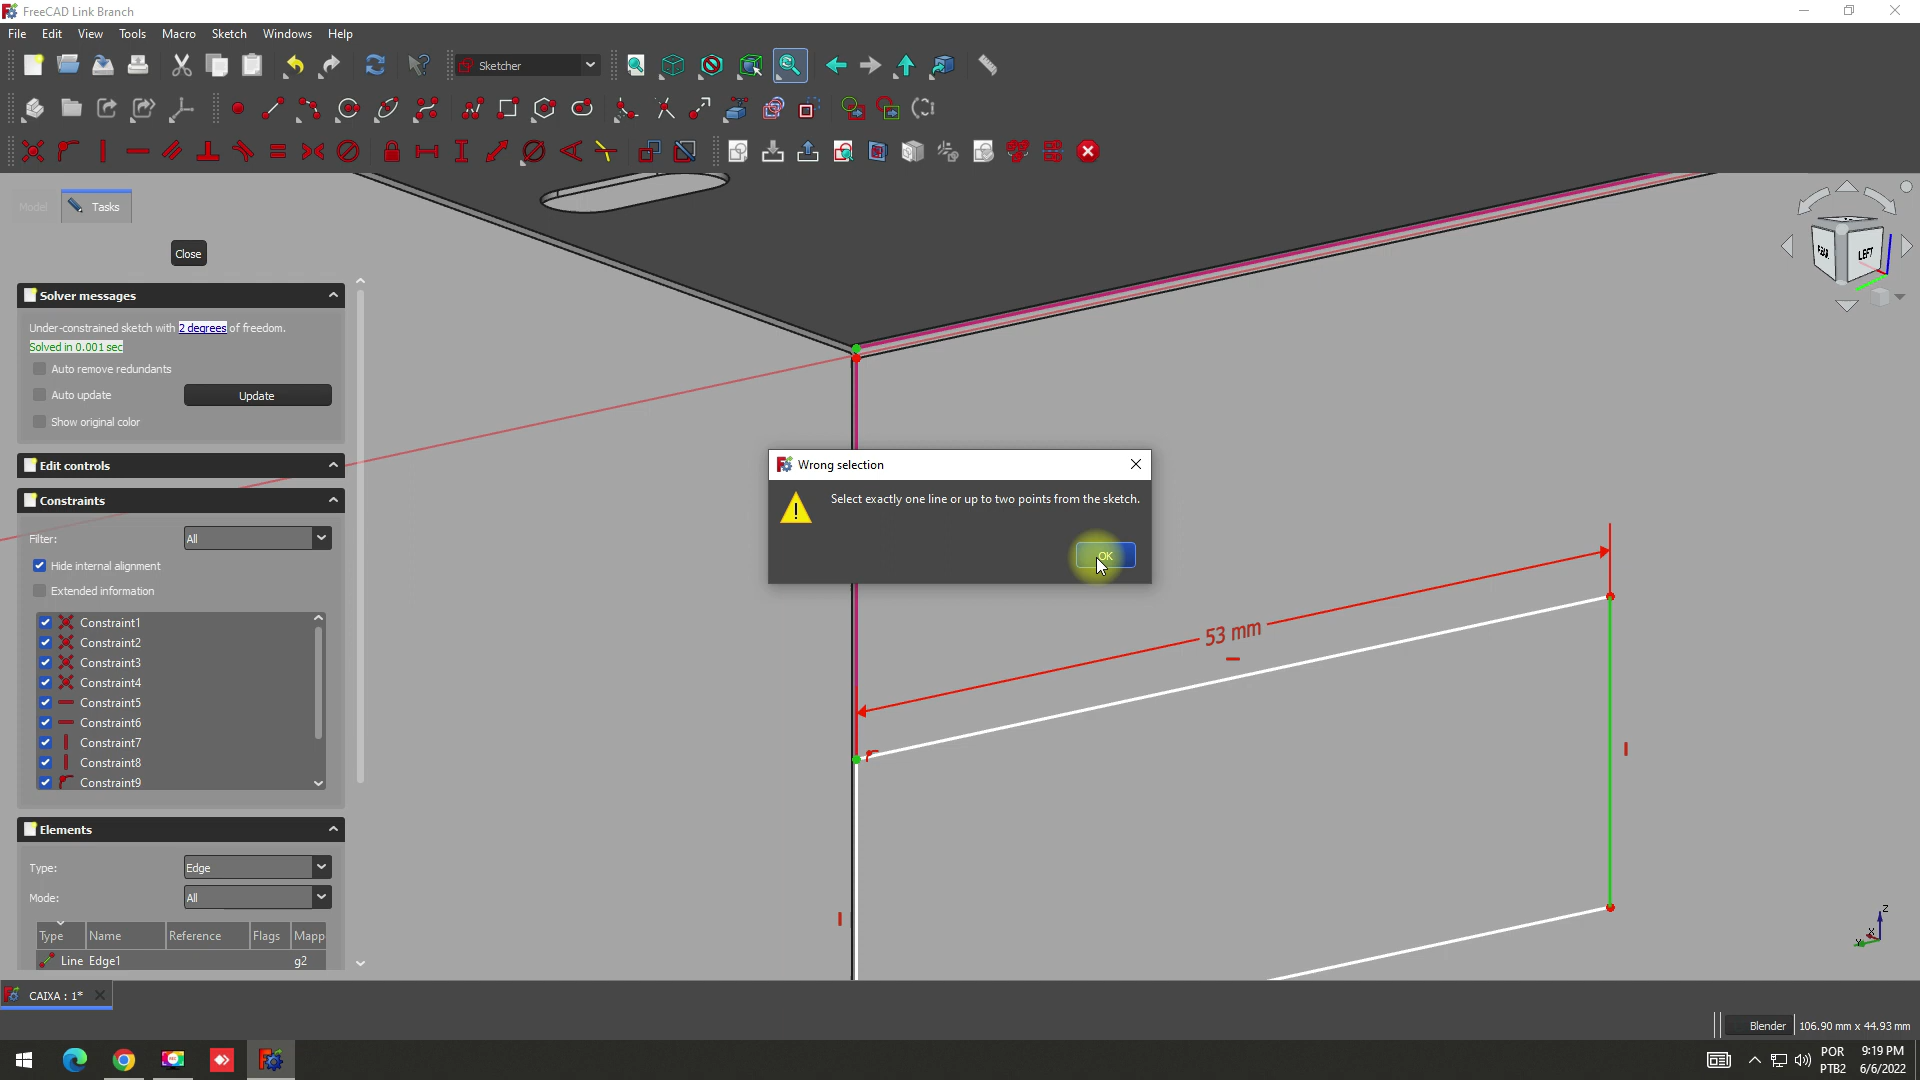 FreeCAD Link Branch
File Edit View Tools Macro Sketch Windows Help
Sketcher
Model Tasks
Close
Solver messages
Under-constrained sketch with 2 degrees of freedom.
Solved in 0.001 sec
Auto remove redundants
Auto update Update
Show original color
Edit controls
Constraints
Filter: All
Hide internal alignment
Extended information
Constraint1
Constraint2
Constraint3
Constraint4
Constraint5
Constraint6
Constraint7
Constraint8
Constraint9
Elements
Type: Edge
Mode: All
Type Name Reference Flags Mapp
Line Edge1 g2
Wrong selection
Select exactly one line or up to two points from the sketch.
OK
53 mm
REAR LEFT
Z
X
Y
CAIXA : 1*
Blender 106.90 mm x 44.93 mm
POR
PTB2
9:19 PM
6/6/2022